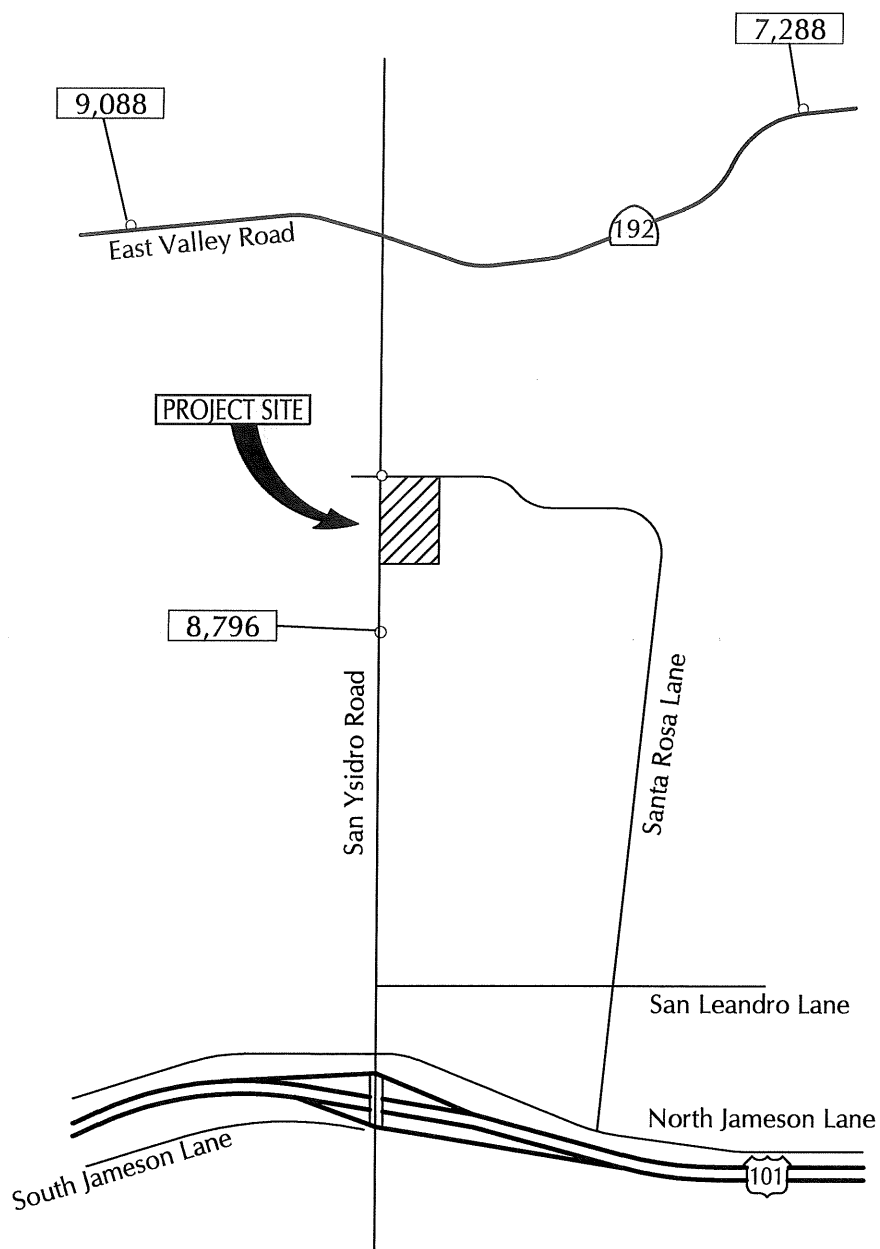 7,288
9,088
192
East Valley Road
PROJECT SITE
8,796
San Ysidro Road
Santa Rosa Lane
San Leandro Lane
North Jameson Lane
South Jameson Lane
101